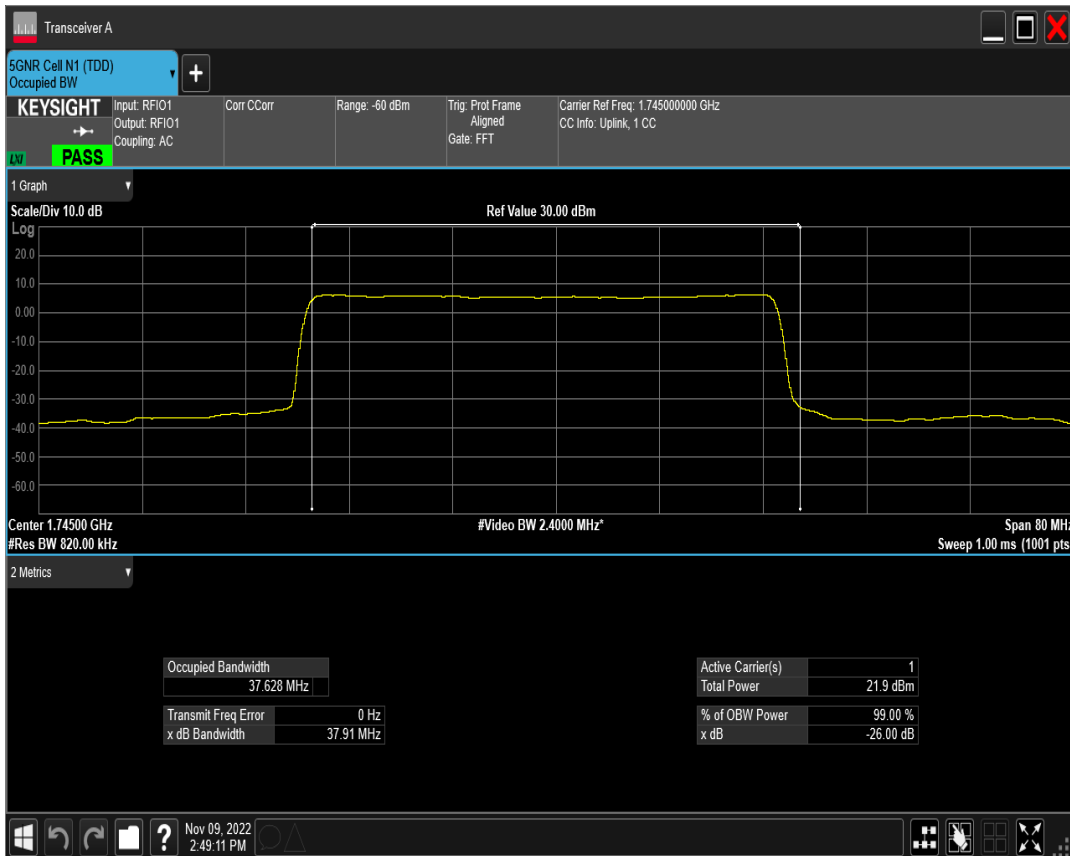 Transceiver A
5GNR Cell N1 (TDD)
Occupied BW
+
KEYSIGHT
LXI
PASS
Input: RFIO1
Output: RFIO1
Coupling: AC
Corr CCorr
Range: -60 dBm
Trig: Prot Frame
Aligned
Gate: FFT
Carrier Ref Freq: 1.745000000 GHz
CC Info: Uplink, 1 CC
1 Graph
Scale/Div 10.0 dB
Ref Value 30.00 dBm
Log
20.0
10.0
0.00
-10.0
-20.0
-30.0
-40.0
-50.0
-60.0
Center 1.74500 GHz
#Video BW 2.4000 MHz*
Span 80 MHz
#Res BW 820.00 kHz
Sweep 1.00 ms (1001 pts
2 Metrics
Occupied Bandwidth
37.628 MHz
Transmit Freq Error 0 Hz
x dB Bandwidth 37.91 MHz
Active Carrier(s) 1
Total Power 21.9 dBm
% of OBW Power 99.00 %
x dB -26.00 dB
?
Nov 09, 2022
2:49:11 PM